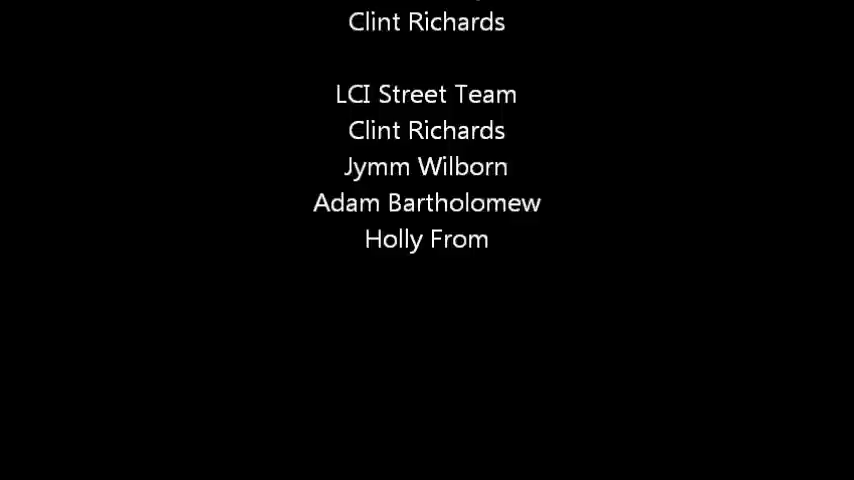 Clint Richards
LCI Street Team
Clint Richards
Jymm Wilborn
Adam Bartholomew
Holly From